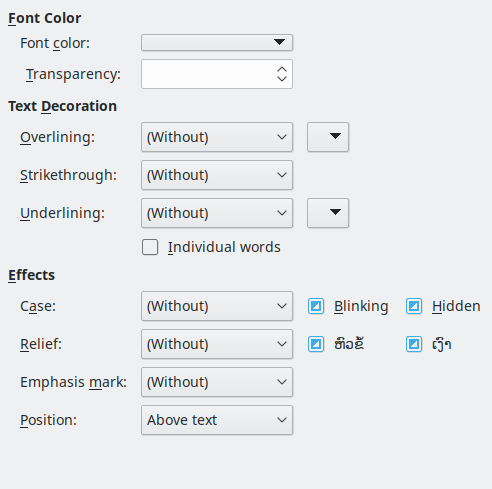 Font Color
Font color:
Transparency:
Text Decoration
Overlining: (Without)
Strikethrough: (Without)
Underlining: (Without)
Individual words
Effects
Case: (Without) Blinking Hidden
Relief: (Without) ຫົວຂໍ້ ເງົາ
Emphasis mark: (Without)
Position: Above text